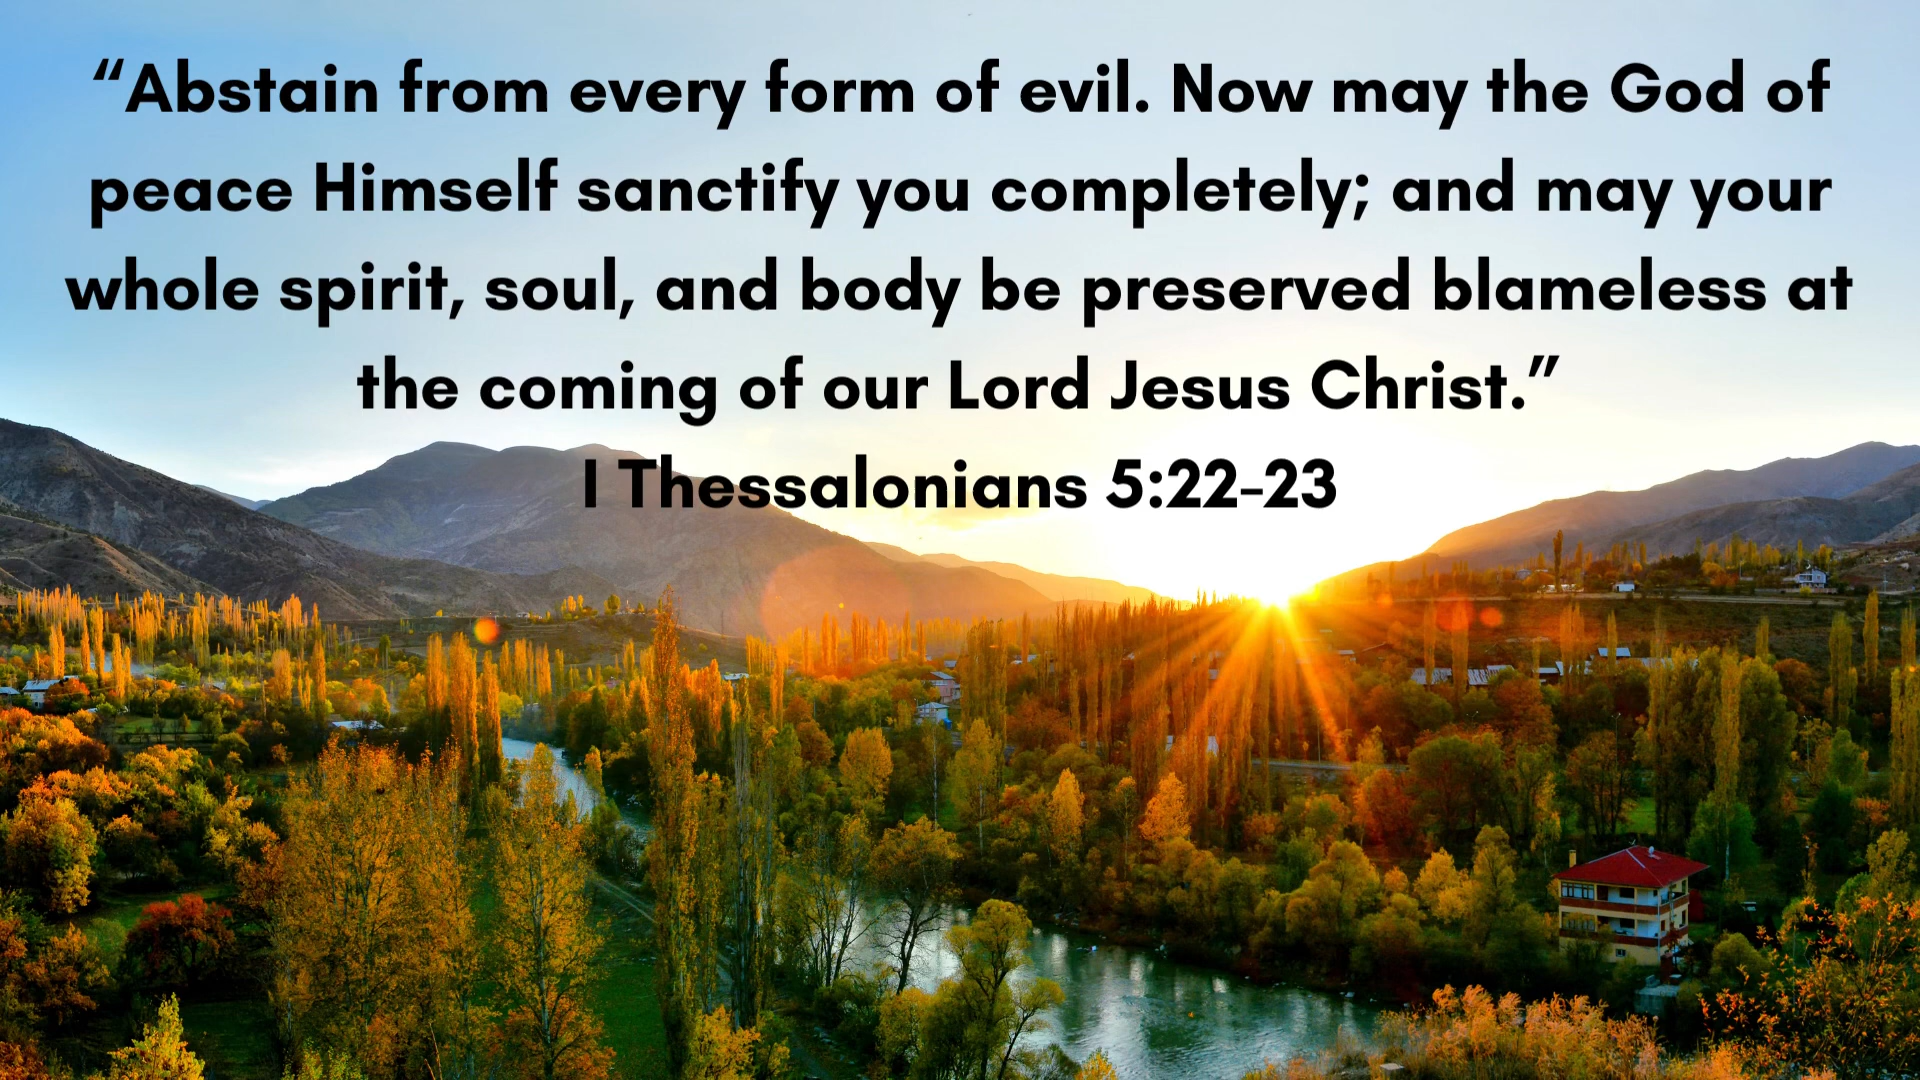 “Abstain from every form of evil. Now may the God of
peace Himself sanctify you completely; and may your
whole spirit, soul, and body be preserved blameless at
the coming of our Lord Jesus Christ.”
I Thessalonians 5:22-23